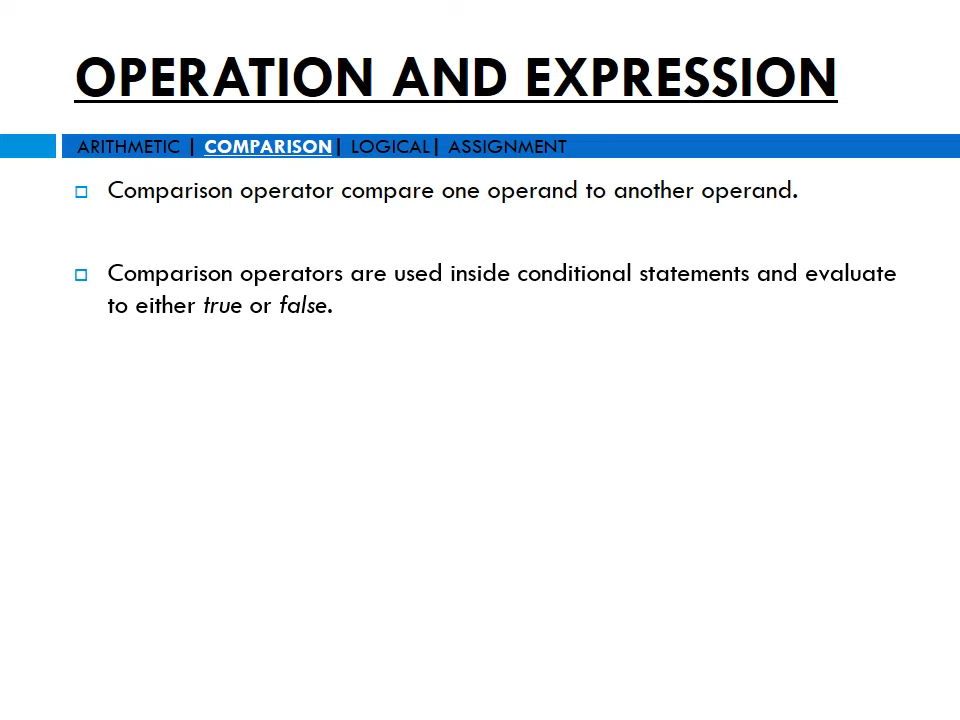 OPERATION AND EXPRESSION
ARITHMETIC | COMPARISON| LOGICAL| ASSIGNMENT
Comparison operator compare one operand to another operand.
Comparison operators are used inside conditional statements and evaluate
to either true or false.